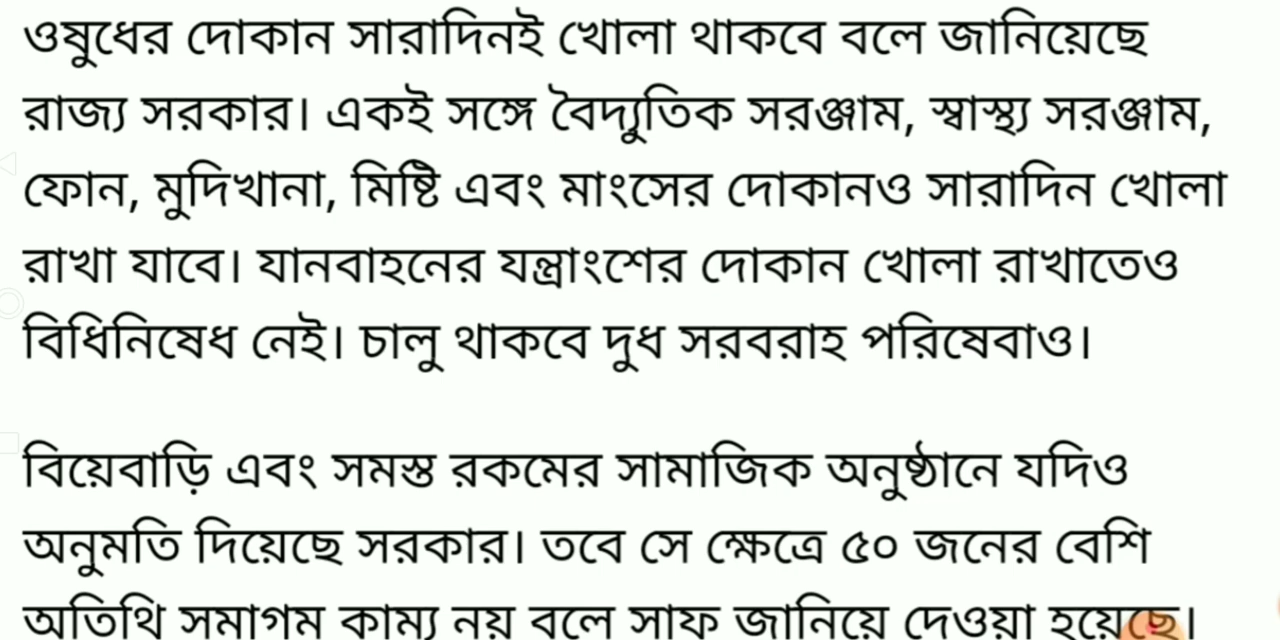 ওষুধের দোকান সারাদিনই খোলা থাকবে বলে জানিয়েছে
রাজ্য সরকার। একই সঙ্গে বৈদ্যুতিক সরঞ্জাম, স্বাস্থ্য সরঞ্জাম,
ফোন, মুদিখানা, মিষ্টি এবং মাংসের দোকানও সারাদিন খোলা
রাখা যাবে। যানবাহনের যন্ত্রাংশের দোকান খোলা রাখাতেও
বিধিনিষেধ নেই। চালু থাকবে দুধ সরবরাহ পরিষেবাও।
বিয়েবাড়ি এবং সমস্ত রকমের সামাজিক অনুষ্ঠানে যদিও
অনুমতি দিয়েছে সরকার। তবে সে ক্ষেত্রে ৫০ জনের বেশি
অতিথি সমাগম কাম্য নয় বলে সাফ জানিয়ে দেওয়া হয়েছে।